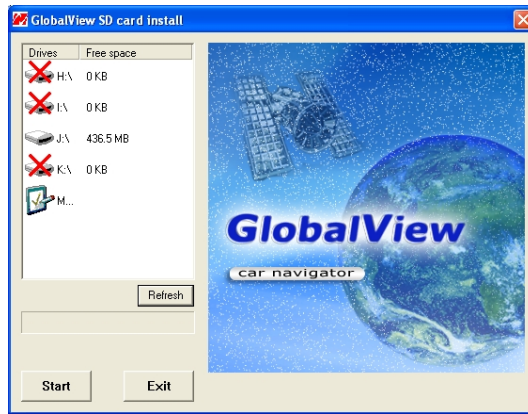 GlobalView SD card install
Drives Free space
H:\ 0 KB
I:\ 0 KB
J:\ 436.5 MB
K:\ 0 KB
M...
Refresh
GlobalView
car navigator
Start Exit